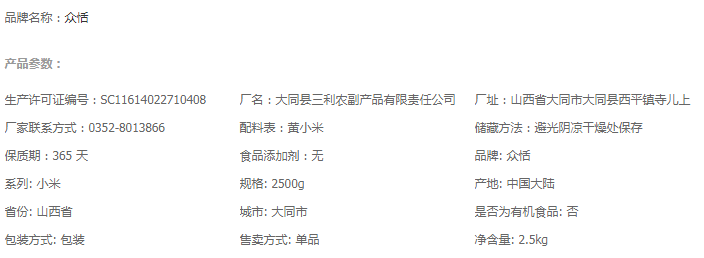 品牌名称：众恬
产品参数：
生产许可证编号：SC11614022710408 厂名：大同县三利农副产品有限责任公司 厂址：山西省大同市大同县西平镇寺儿上
厂家联系方式：0352-8013866 配料表：黄小米 储藏方法：避光阴凉干燥处保存
保质期：365 天 食品添加剂：无 品牌: 众恬
系列: 小米 规格: 2500g 产地: 中国大陆
省份: 山西省 城市: 大同市 是否为有机食品: 否
包装方式: 包装 售卖方式: 单品 净含量: 2.5kg